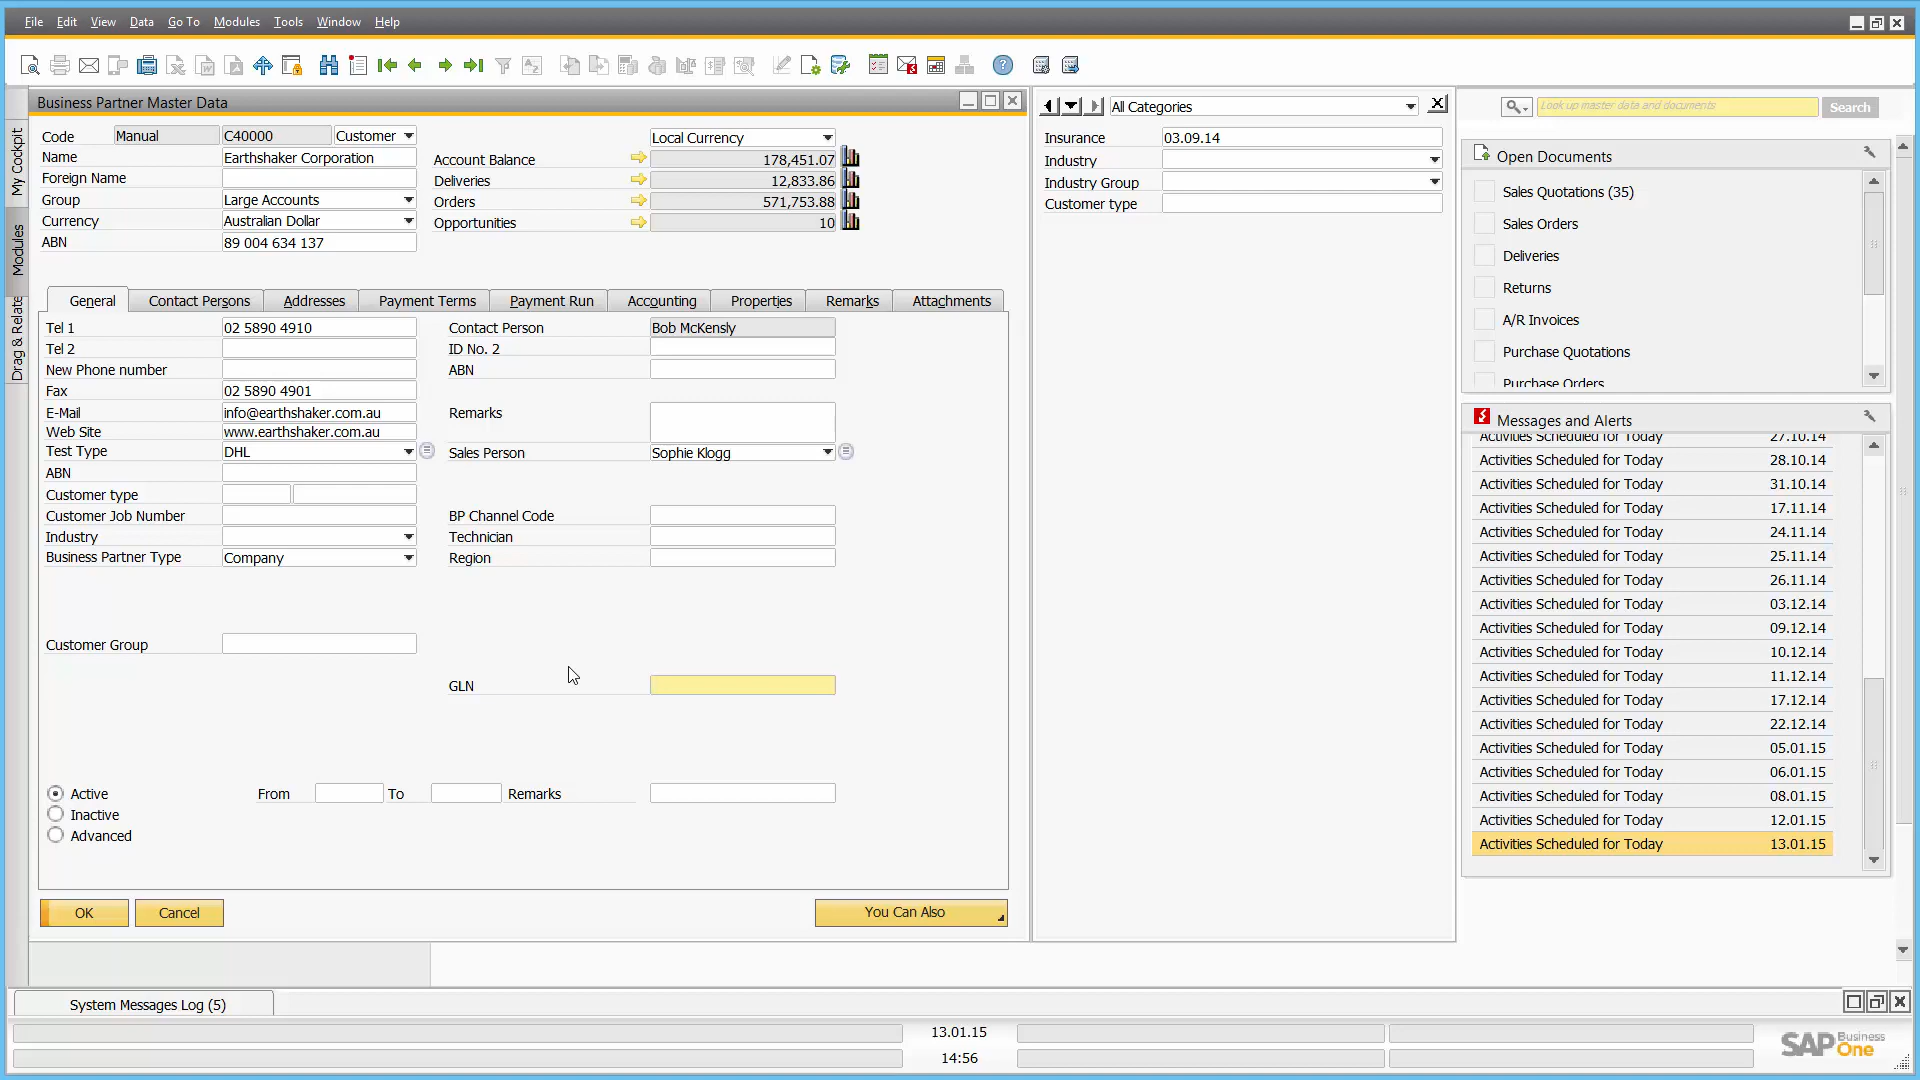 File Edit View Data Go To Modules Tools Window Help
Business Partner Master Data
Code Manual C40000 Customer
Name Earthshaker Corporation
Foreign Name
Group Large Accounts
Currency Australian Dollar
ABN 89 004 634 137
Local Currency
Account Balance 178,451.07
Deliveries 12,833.86
Orders 571,753.88
Opportunities 10
General Contact Persons Addresses Payment Terms Payment Run Accounting Properties Remarks Attachments
Tel 1 02 5890 4910
Tel 2
New Phone number
Fax 02 5890 4901
E-Mail info@earthshaker.com.au
Web Site www.earthshaker.com.au
Test Type DHL
ABN
Customer type
Customer Job Number
Industry
Business Partner Type Company
Customer Group
Contact Person Bob McKensly
ID No. 2
ABN
Remarks
Sales Person Sophie Klogg
BP Channel Code
Technician
Region
GLN
Active From To Remarks
Inactive
Advanced
OK Cancel You Can Also
My Cockpit
Modules
Drag & Relate
All Categories
Insurance 03.09.14
Industry
Industry Group
Customer type
Look up master data and documents Search
Open Documents
Sales Quotations (35)
Sales Orders
Deliveries
Returns
A/R Invoices
Purchase Quotations
Purchase Orders
Messages and Alerts
Activities Scheduled for Today 27.10.14
Activities Scheduled for Today 28.10.14
Activities Scheduled for Today 31.10.14
Activities Scheduled for Today 17.11.14
Activities Scheduled for Today 24.11.14
Activities Scheduled for Today 25.11.14
Activities Scheduled for Today 26.11.14
Activities Scheduled for Today 03.12.14
Activities Scheduled for Today 09.12.14
Activities Scheduled for Today 10.12.14
Activities Scheduled for Today 11.12.14
Activities Scheduled for Today 17.12.14
Activities Scheduled for Today 22.12.14
Activities Scheduled for Today 05.01.15
Activities Scheduled for Today 06.01.15
Activities Scheduled for Today 08.01.15
Activities Scheduled for Today 12.01.15
Activities Scheduled for Today 13.01.15
System Messages Log (5)
13.01.15
14:56
SAP Business One